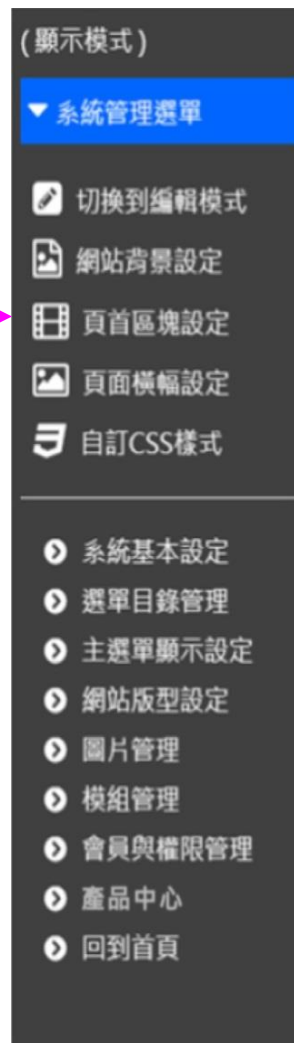 (顯示模式)
系統管理選單
切換到編輯模式
網站背景設定
頁首區塊設定
頁面橫幅設定
自訂CSS樣式
系統基本設定
選單目錄管理
主選單顯示設定
網站版型設定
圖片管理
模組管理
會員與權限管理
產品中心
回到首頁